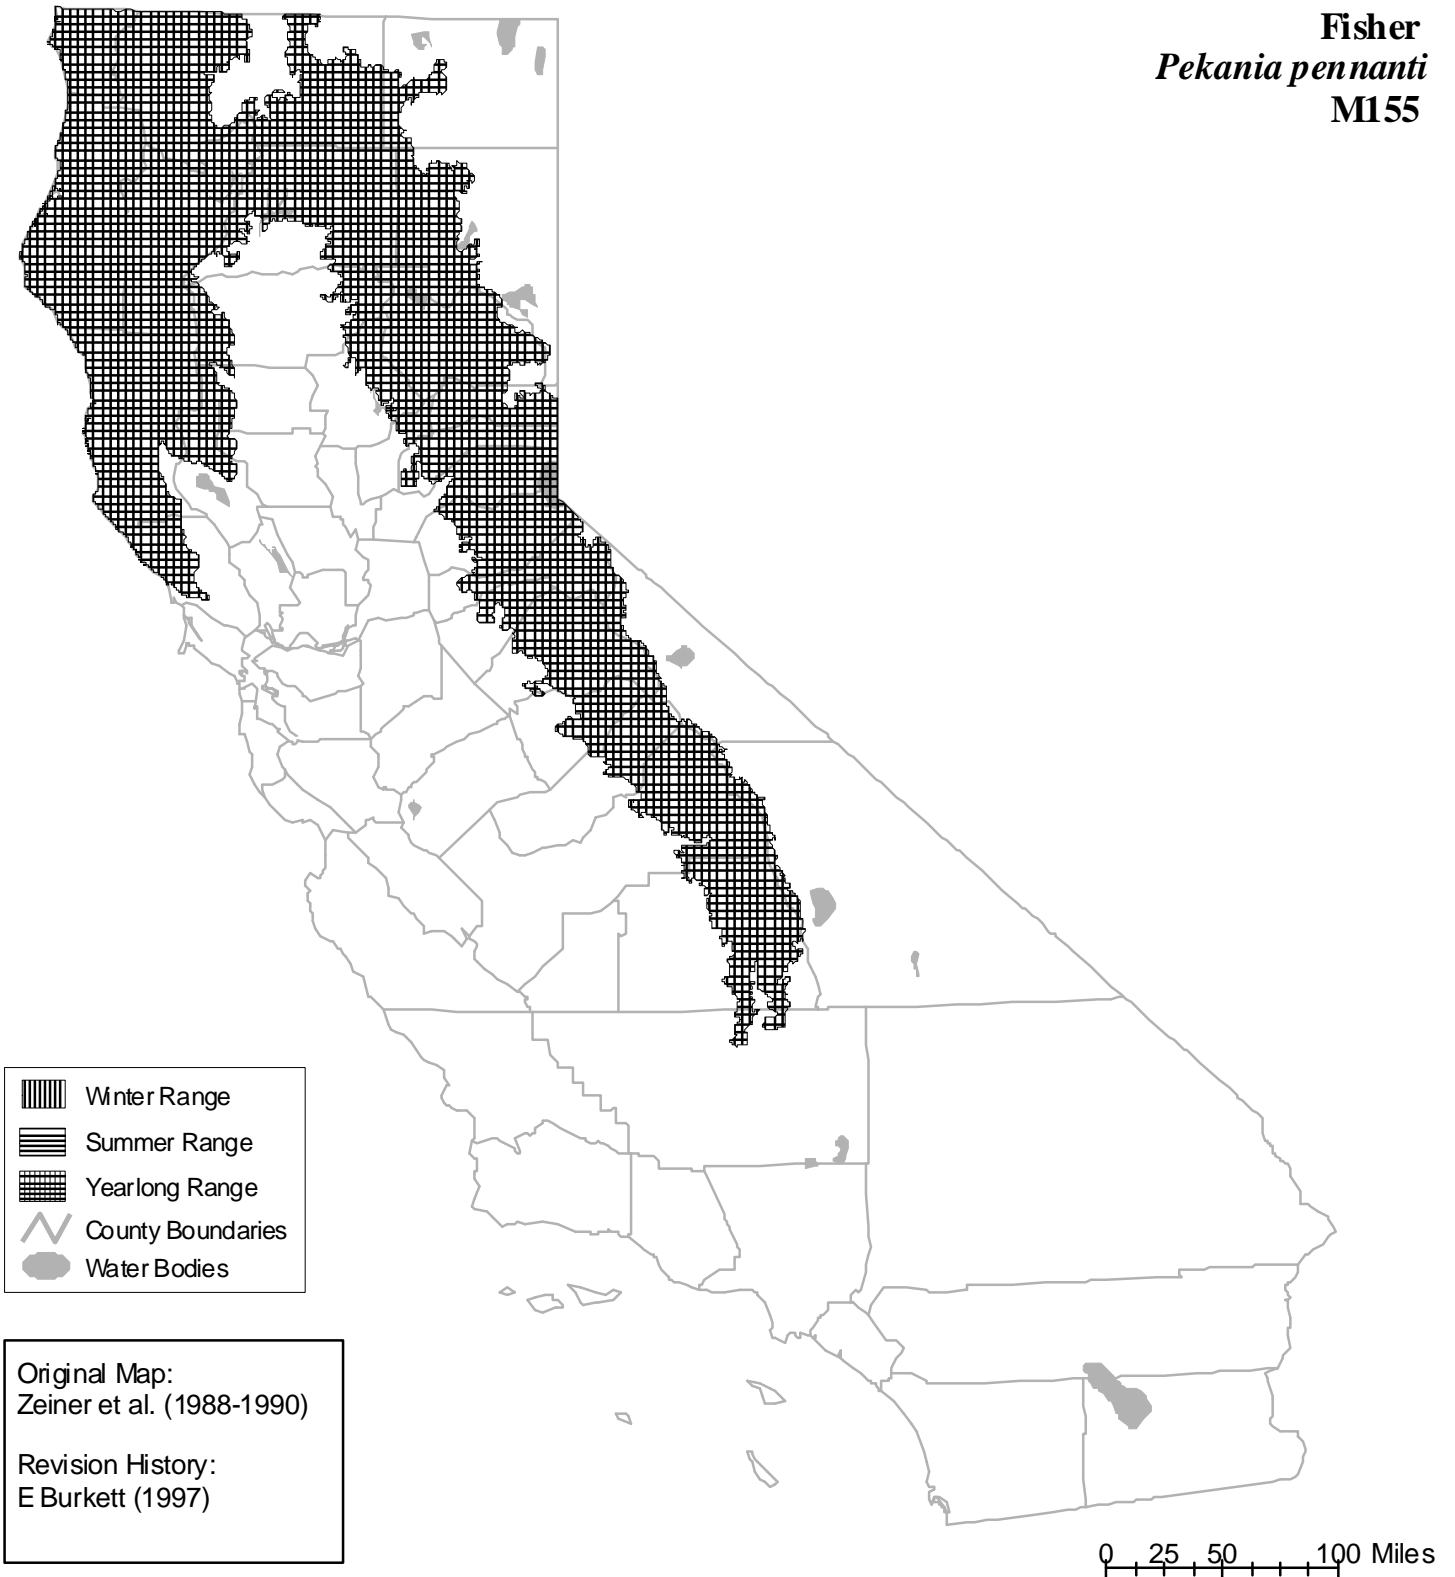 Fisher
Pekania pennanti
M155
Winter Range
Summer Range
Yearlong Range
County Boundaries
Water Bodies
Original Map:
Zeiner et al. (1988-1990)
Revision History:
E Burkett (1997)
0 25 50 100 Miles